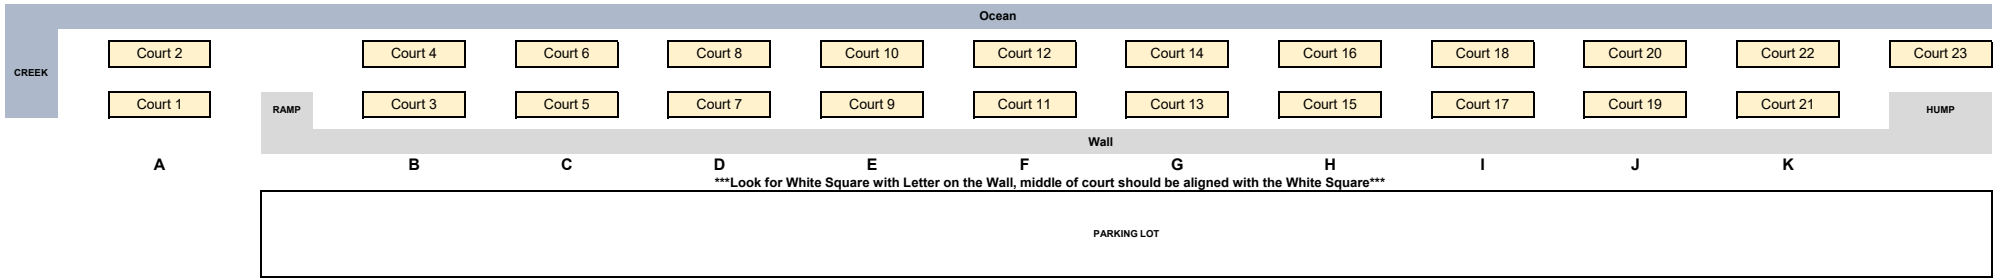 Ocean
Court 2 Court 4 Court 6 Court 8 Court 10 Court 12 Court 14 Court 16 Court 18 Court 20 Court 22 Court 23
CREEK
Court 1 RAMP Court 3 Court 5 Court 7 Court 9 Court 11 Court 13 Court 15 Court 17 Court 19 Court 21 HUMP
Wall
A B C D E F G H I J K
***Look for White Square with Letter on the Wall, middle of court should be aligned with the White Square***
PARKING LOT